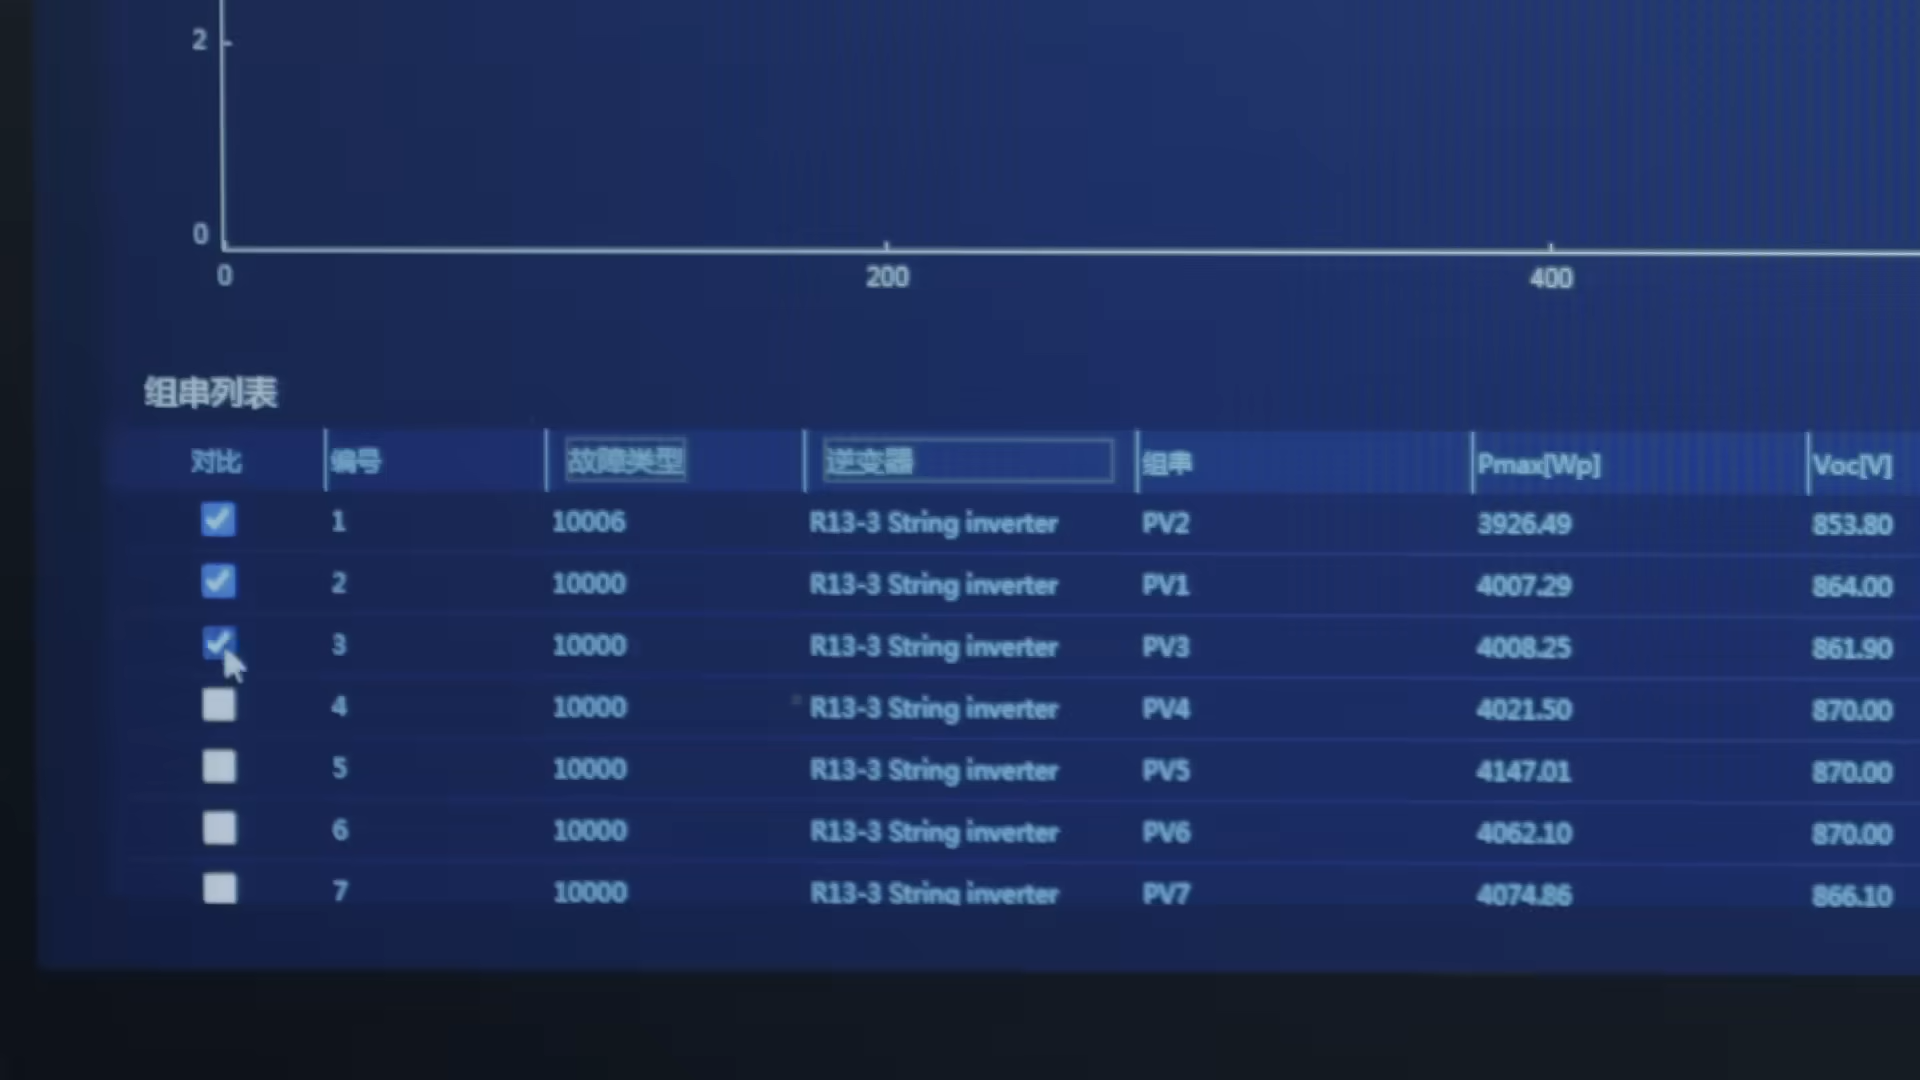 2
0
0 200 400
组串列表
对比 编号 故障类型 逆变器 组串 Pmax[Wp] Voc[V]
1 10006 R13-3 String inverter PV2 3926.49 853.80
2 10000 R13-3 String inverter PV1 4007.29 864.00
3 10000 R13-3 String inverter PV3 4008.25 861.90
4 10000 R13-3 String inverter PV4 4021.50 870.00
5 10000 R13-3 String inverter PV5 4147.01 870.00
6 10000 R13-3 String inverter PV6 4062.10 870.00
7 10000 R13-3 String inverter PV7 4074.86 866.10